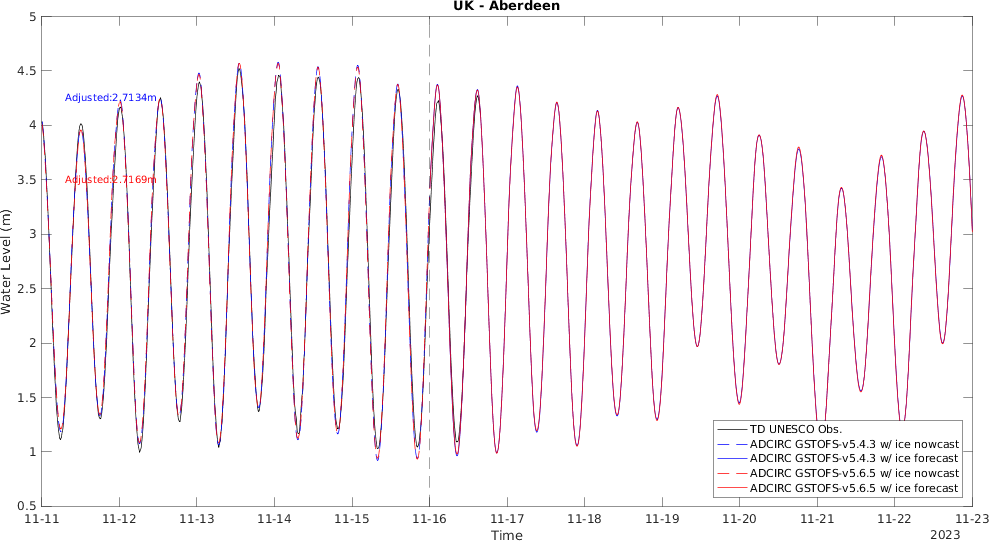 UK - Aberdeen
5
4.5
4
3.5
3
2.5
2
1.5
1
0.5
Water Level (m)
Adjusted:2.7134m
Adjusted:2.7169m
TD UNESCO Obs.
ADCIRC GSTOFS-v5.4.3 w/ ice nowcast
ADCIRC GSTOFS-v5.4.3 w/ ice forecast
ADCIRC GSTOFS-v5.6.5 w/ ice nowcast
ADCIRC GSTOFS-v5.6.5 w/ ice forecast
11-11 11-12 11-13 11-14 11-15 11-16 11-17 11-18 11-19 11-20 11-21 11-22 11-23
Time
2023